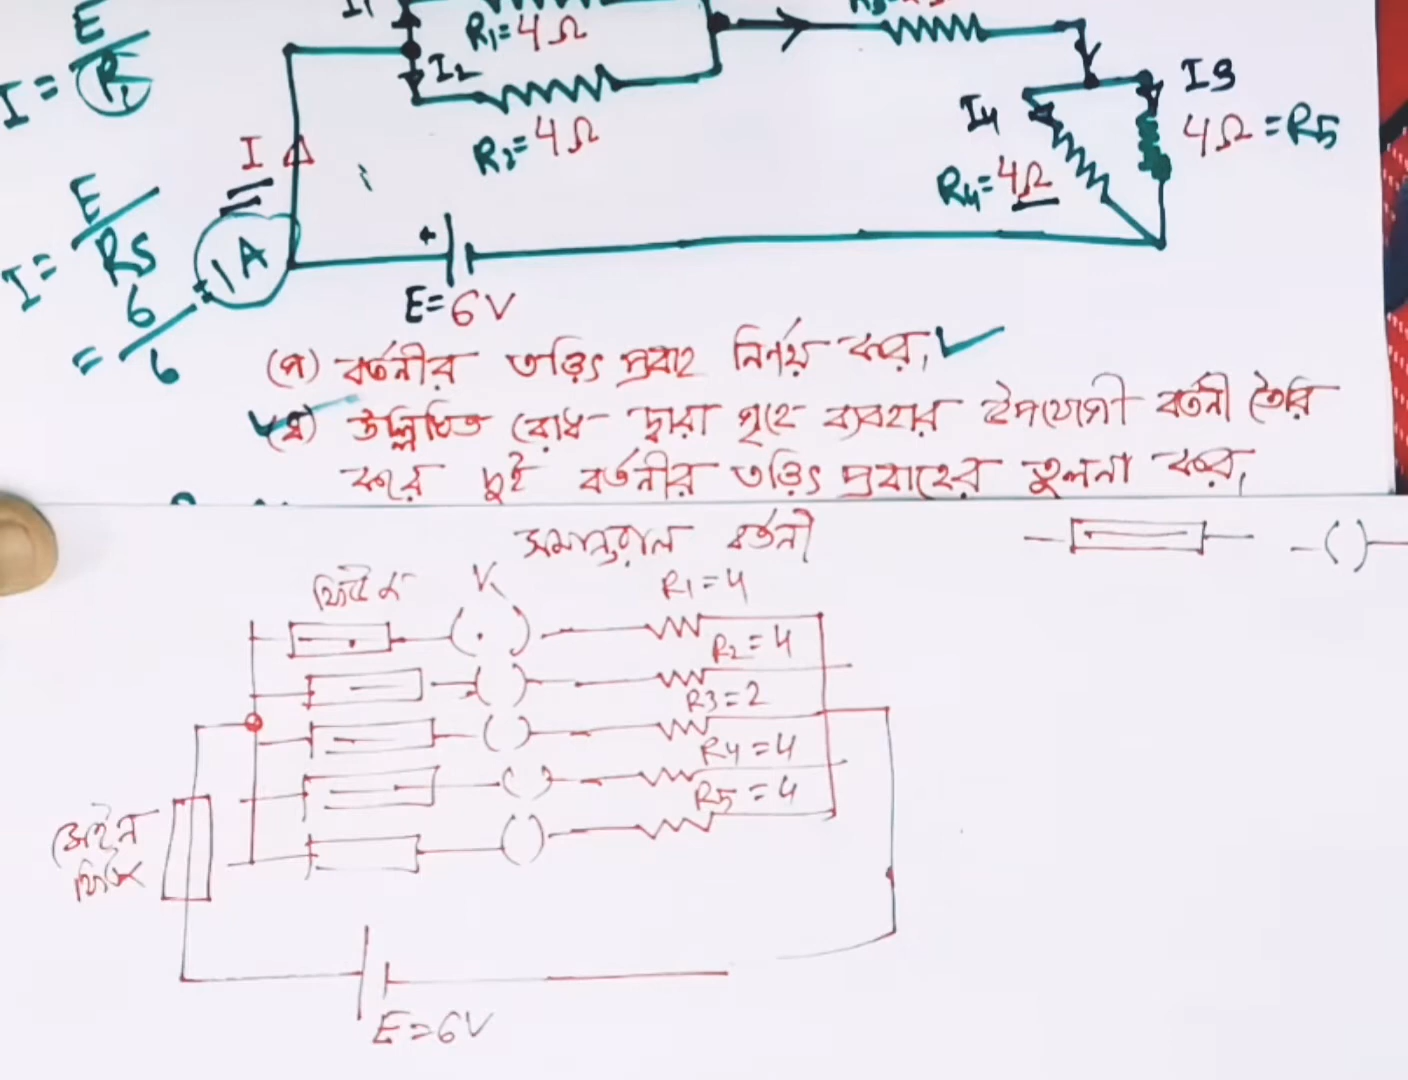 I = E/R
I1
R1=4Ω
I2
R2=4Ω
I3
I4
4Ω=R5
R4=4Ω
I
I = E/RS
1A
= 6/6
E=6V
(গ) বর্তনীর তড়িৎ প্রবাহ নির্ণয় কর,
(ঘ) উল্লিখিত রোধ দ্বারা গৃহে ব্যবহার উপযোগী বর্তনী তৈরি
করে দুই বর্তনীর তড়িৎ প্রবাহের তুলনা কর,
সমান্তরাল বর্তনী
K
R1=4
R2=4
R3=2
R4=4
R5=4
মেইন
ফিউজ
E=6V